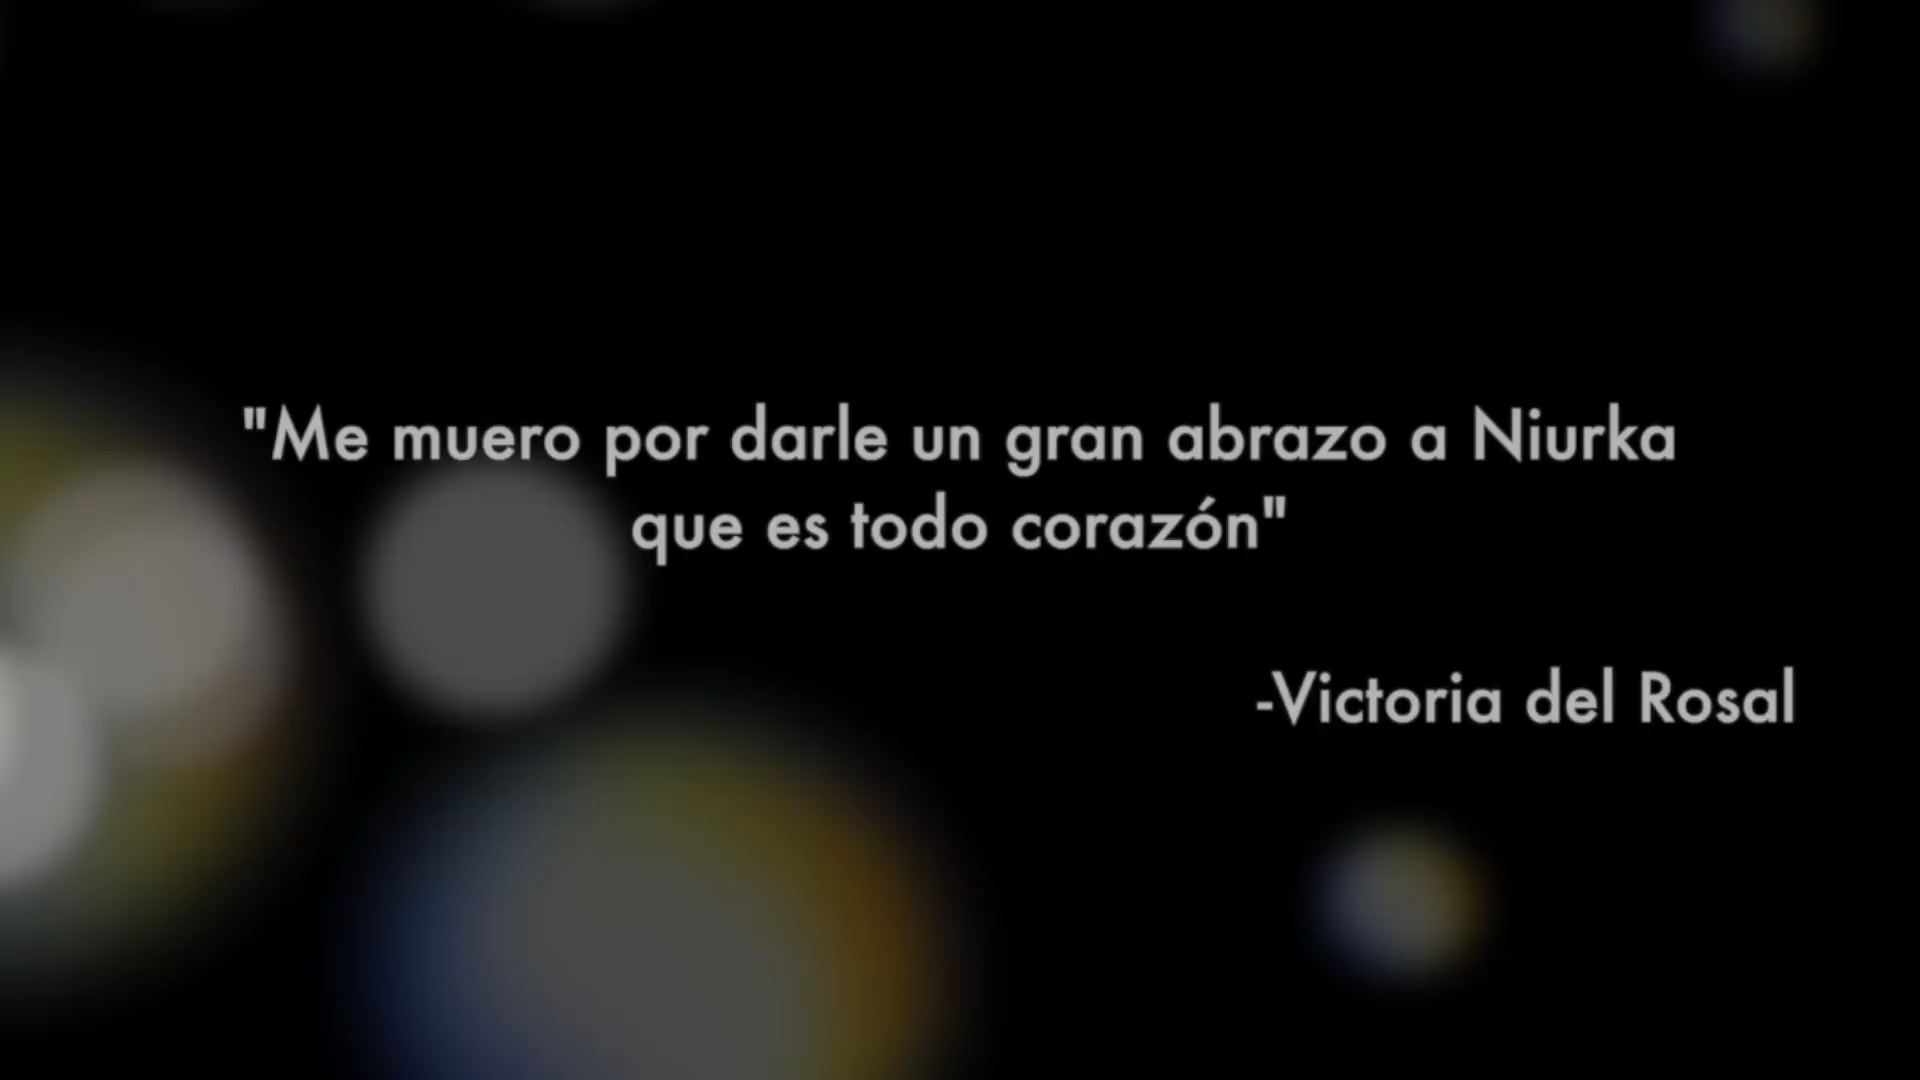 "Me muero por darle un gran abrazo a Niurka
que es todo corazón"
-Victoria del Rosal